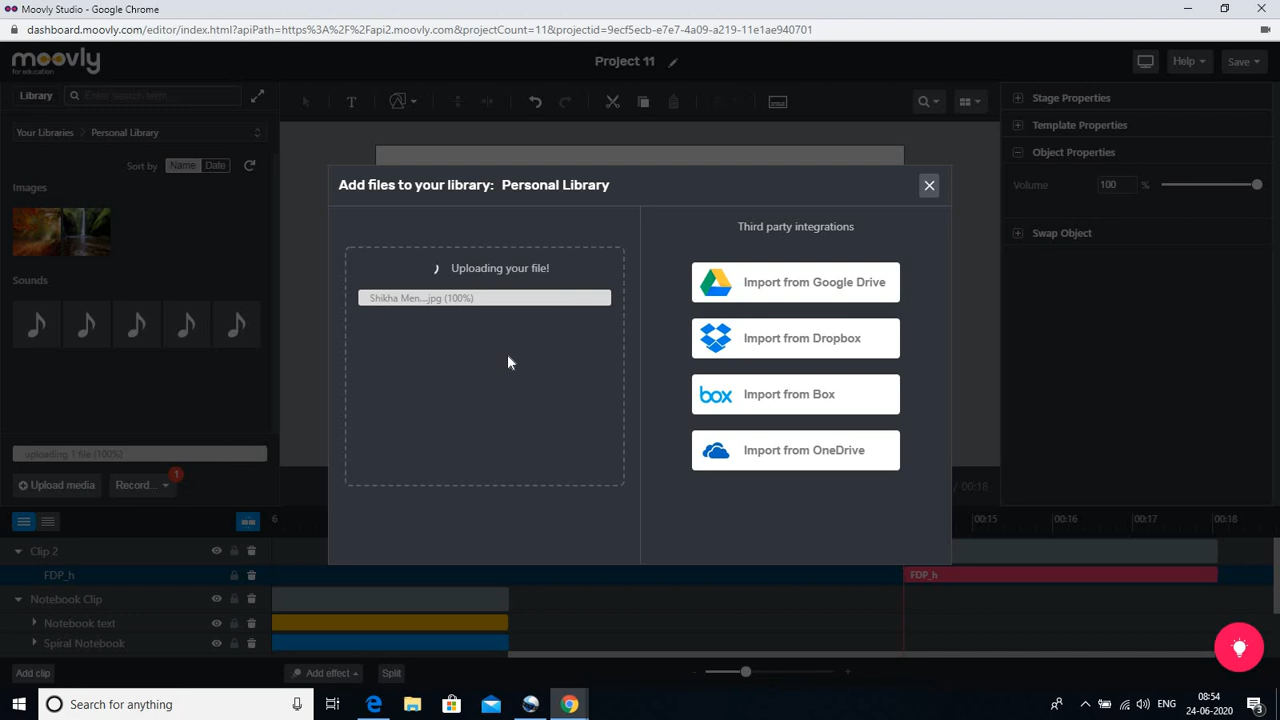 Moovly Studio - Google Chrome
dashboard.moovly.com/editor/index.html?apiPath=https%3A%2F%2Fapi2.moovly.com&projectCount=11&projectid=9ecf5ecb-e7e7-4a09-a219-11e1ae940701
moovly
for education
Project 11
Help
Save
Library
Enter search term...
T
Stage Properties
Your Libraries
Personal Library
Template Properties
Sort by
Name
Date
Object Properties
Images
Volume
100
%
Swap Object
Add files to your library: Personal Library
Third party integrations
Uploading your file!
Shikha Men....jpg (100%)
Import from Google Drive
Import from Dropbox
Import from Box
Import from OneDrive
Sounds
uploading 1 file (100%)
Upload media
Record...
1
/ 00:18
6
00:15
00:16
00:17
00:18
Clip 2
FDP_h
FDP_h
Notebook Clip
Notebook text
Spiral Notebook
Add clip
Add effect
Split
-
+
Search for anything
ENG
08:54
24-06-2020
3